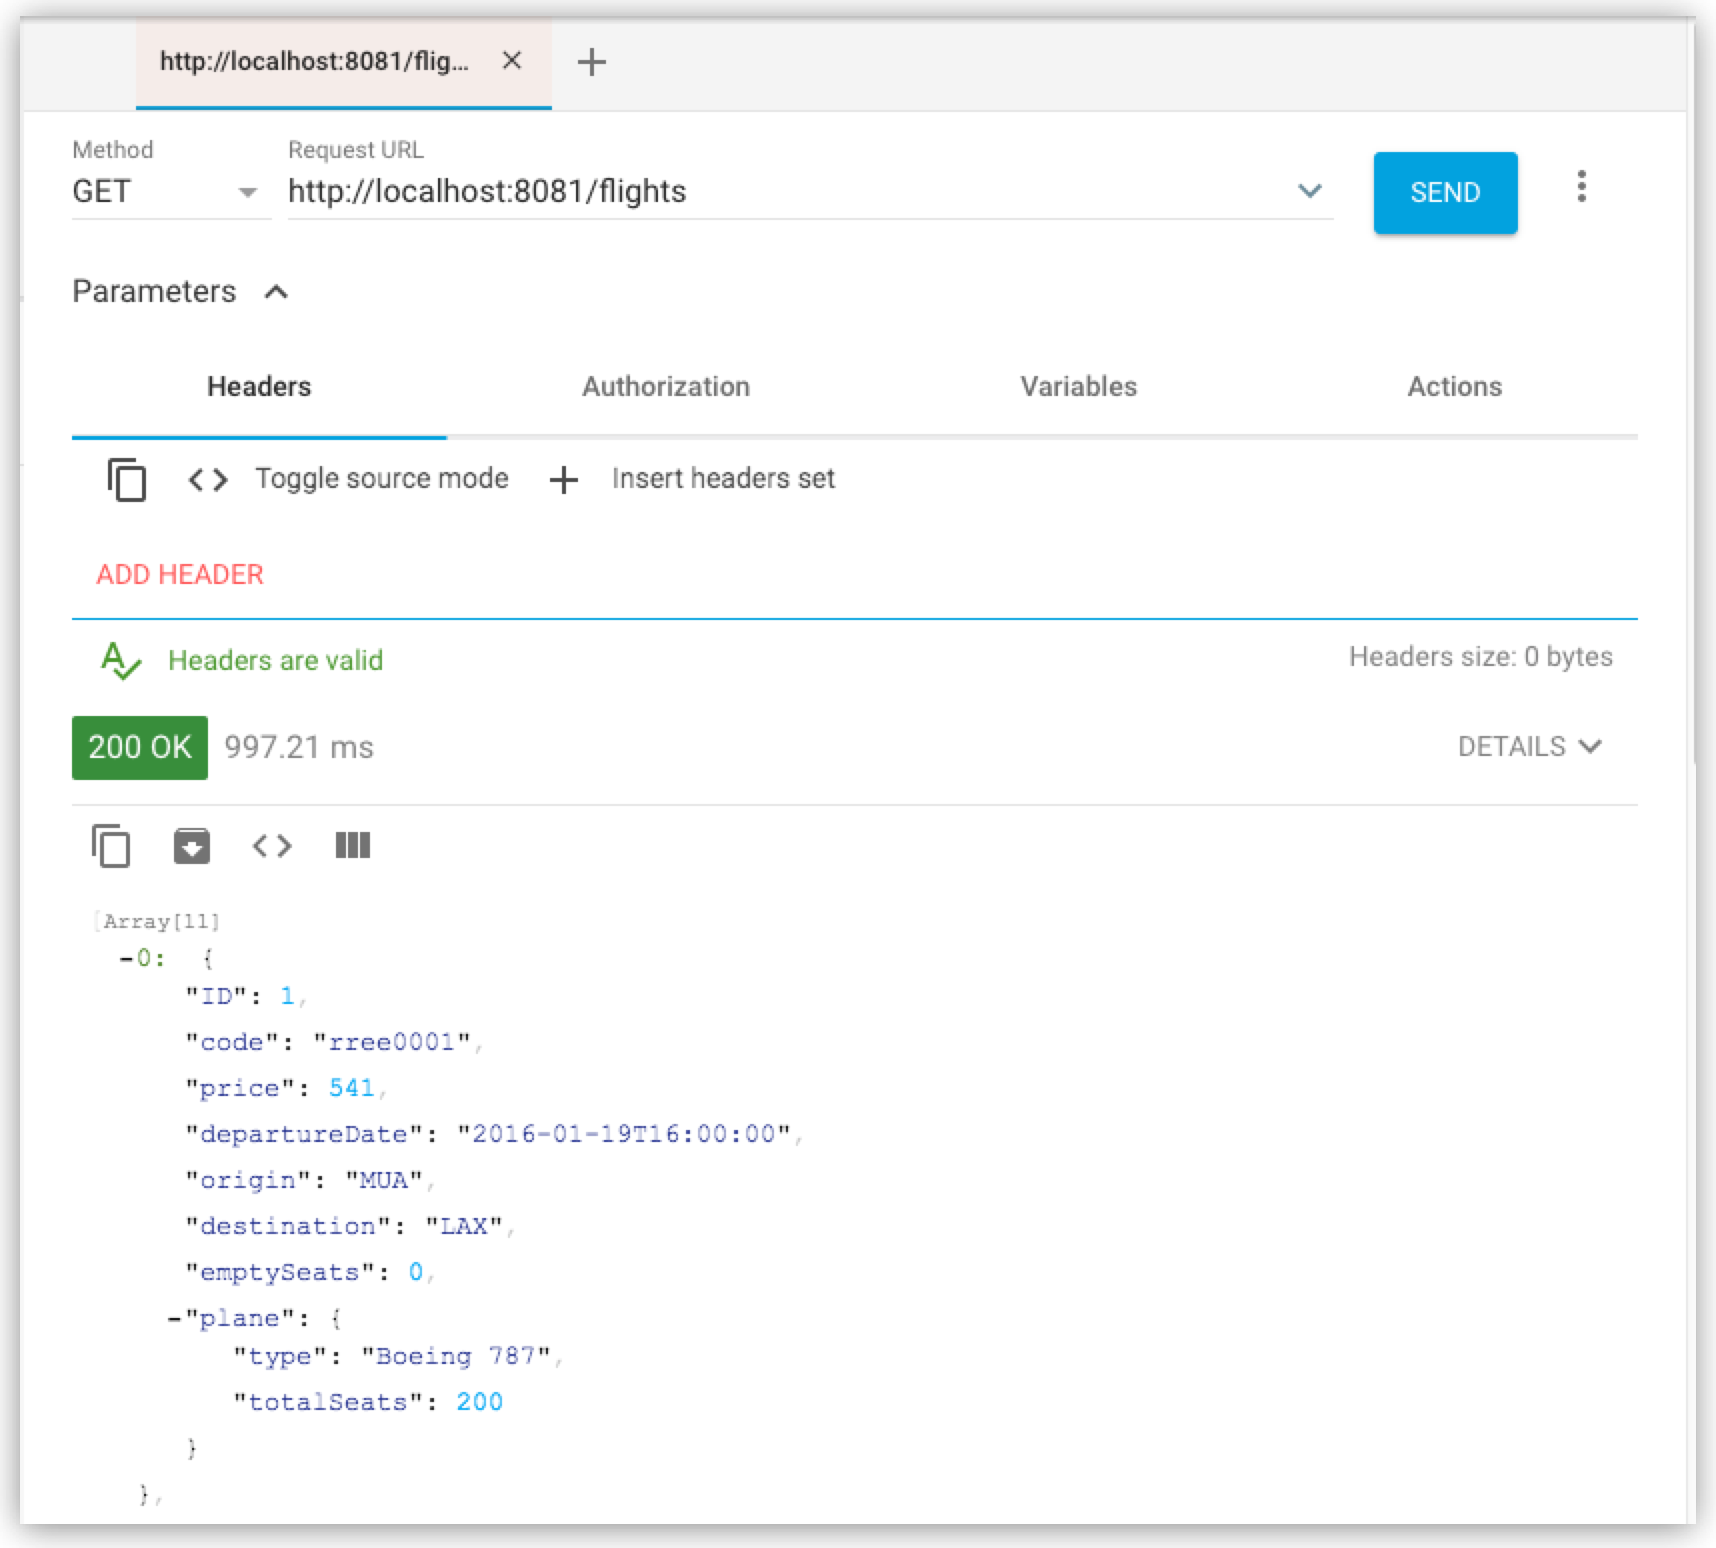 http://localhost:8081/flig...
Method
Request URL
GET
http://localhost:8081/flights
SEND
Parameters
Headers Authorization Variables Actions
Toggle source mode Insert headers set
ADD HEADER
Headers are valid
Headers size: 0 bytes
200 OK 997.21 ms
DETAILS
[Array[11]
-0: {
"ID": 1,
"code": "rree0001",
"price": 541,
"departureDate": "2016-01-19T16:00:00",
"origin": "MUA",
"destination": "LAX",
"emptySeats": 0,
-"plane": {
"type": "Boeing 787",
"totalSeats": 200
}
},